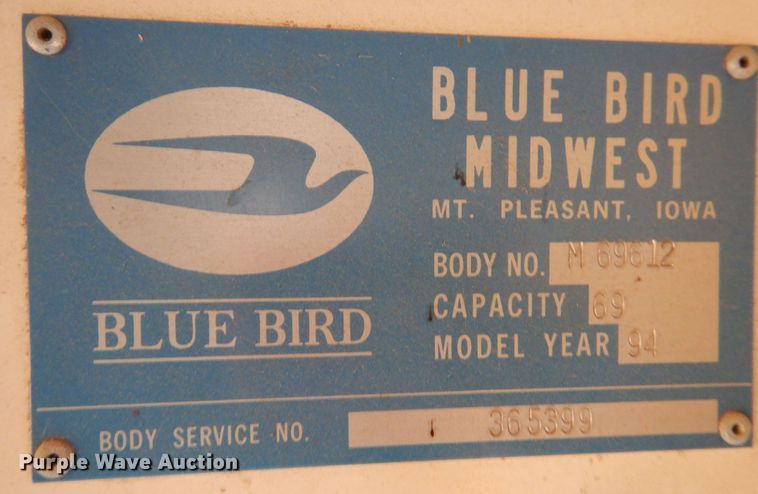 BLUE BIRD
MIDWEST
MT. PLEASANT, IOWA
BODY NO. M 69612
CAPACITY 69
MODEL YEAR 94
BLUE BIRD
BODY SERVICE NO. 365399
Purple Wave Auction